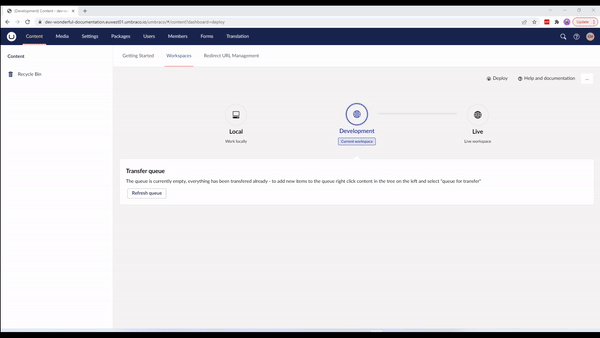 (Development) Content - dev-wo
dev-wonderful-documentation.euwest01.umbraco.io/umbraco/#/content?dashboard=deploy
Update
Content Media Settings Packages Users Members Forms Translation
Content
Recycle Bin
Getting Started Workspaces Redirect URL Management
Deploy Help and documentation ...
Local
Work locally
Development
Current workspace
Live
Live workspace
Transfer queue
The queue is currently empty, everything has been transfered already - to add new items to the queue right click content in the tree on the left and select "queue for transfer"
Refresh queue